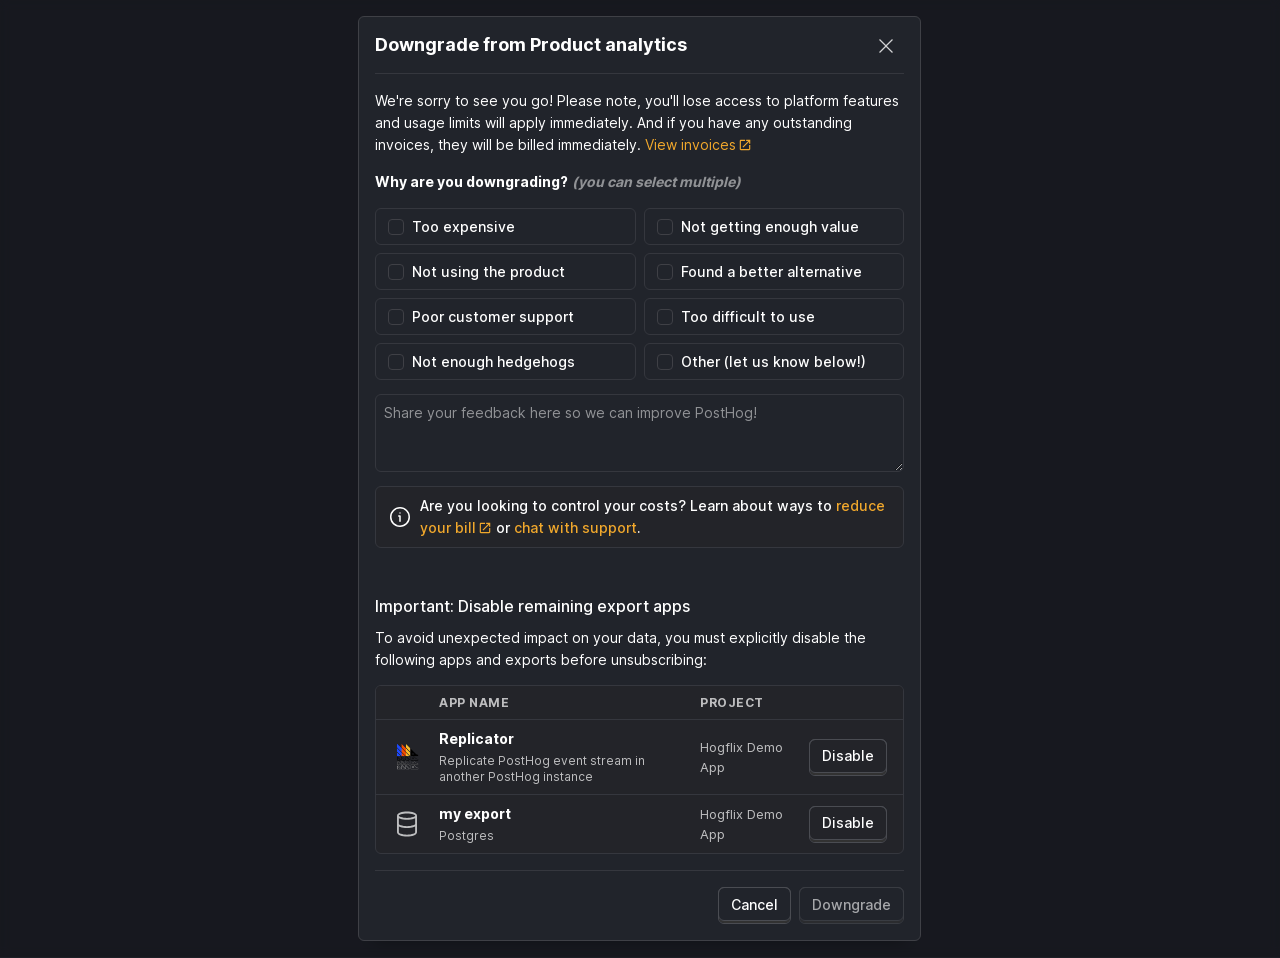 Downgrade from Product analytics
We're sorry to see you go! Please note, you'll lose access to platform features
and usage limits will apply immediately. And if you have any outstanding
invoices, they will be billed immediately. View invoices
Why are you downgrading? (you can select multiple)
Too expensive
Not getting enough value
Not using the product
Found a better alternative
Poor customer support
Too difficult to use
Not enough hedgehogs
Other (let us know below!)
Share your feedback here so we can improve PostHog!
Are you looking to control your costs? Learn about ways to reduce
your bill or chat with support.
Important: Disable remaining export apps
To avoid unexpected impact on your data, you must explicitly disable the
following apps and exports before unsubscribing:
APP NAME
PROJECT
Replicator
Replicate PostHog event stream in
another PostHog instance
Hogflix Demo
App
Disable
my export
Postgres
Hogflix Demo
App
Disable
Cancel
Downgrade